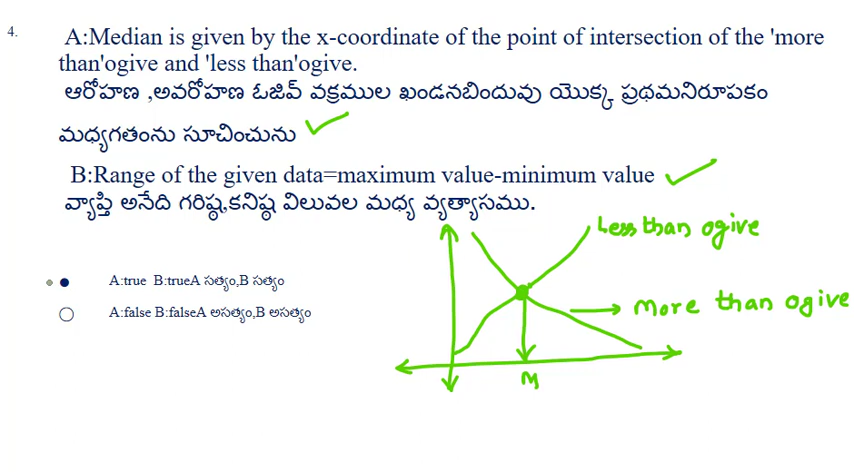 4.
A:Median is given by the x-coordinate of the point of intersection of the 'more
than'ogive and 'less than'ogive.
ఆరోహణ ,అవరోహణ ఓజివ్ వక్రముల ఖండనబిందువు యొక్క ప్రథమనిరూపకం
మధ్యగతంను సూచించును
B:Range of the given data=maximum value-minimum value
వ్యాప్తి అనేది గరిష్ఠ,కనిష్ఠ విలువల మధ్య వ్యత్యాసము.
Less than ogive
A:true B:trueA సత్యం,B సత్యం
more than ogive
A:false B:falseA అసత్యం,B అసత్యం
M